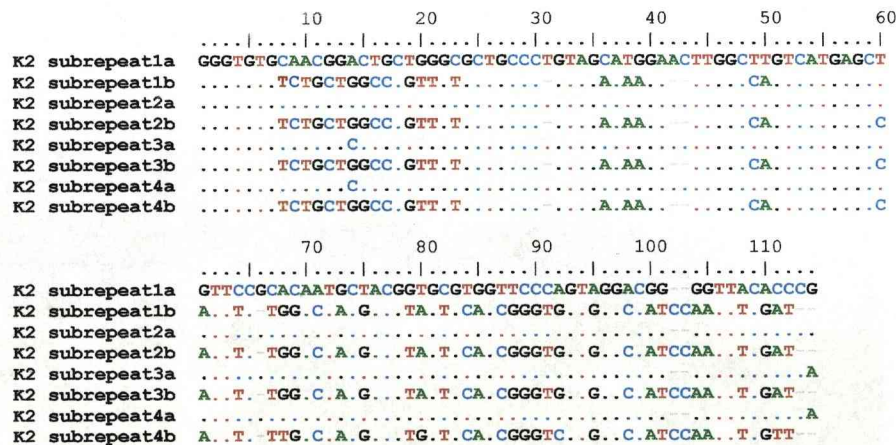 10 20 30 40 50 60
K2 subrepeat1a GGGTGTGCAACGGACTGCTGGGCGCTGCCCTGTAGCATGGAACTTGGCTTGTCATGAGCT
K2 subrepeat1b .......TCTGCTGGCC.GTT.T............A.AA.........CA..........
K2 subrepeat2a ............................................................
K2 subrepeat2b .......TCTGCTGGCC.GTT.T............A.AA.........CA.........C
K2 subrepeat3a .............C..............................................
K2 subrepeat3b .......TCTGCTGGCC.GTT.T............A.AA.........CA.........C
K2 subrepeat4a .............C..............................................
K2 subrepeat4b .......TCTGCTGGCC.GTT.T............A.AA.........CA.........C
70 80 90 100 110
K2 subrepeat1a GTTCCGCACAATGCTACGGTGCGTGGTTCCCAGTAGGACGG--GGTTACACCCG
K2 subrepeat1b A..T.-TGG.C.A.G...TA.T.CA.CGGGTG..G..C.ATCCAA..T.GAT--
K2 subrepeat2a .........................................--...........
K2 subrepeat2b A..T.-TGG.C.A.G...TA.T.CA.CGGGTG..G..C.ATCCAA..T.GAT--
K2 subrepeat3a .........................................--..........A
K2 subrepeat3b A..T.-TGG.C.A.G...TA.T.CA.CGGGTG..G..C.ATCCAA..T.GAT--
K2 subrepeat4a .........................................--..........A
K2 subrepeat4b A..T.-TTG.C.A.G...TG.T.CA.CGGGTC..G..C.ATCCAA..T.GTT--